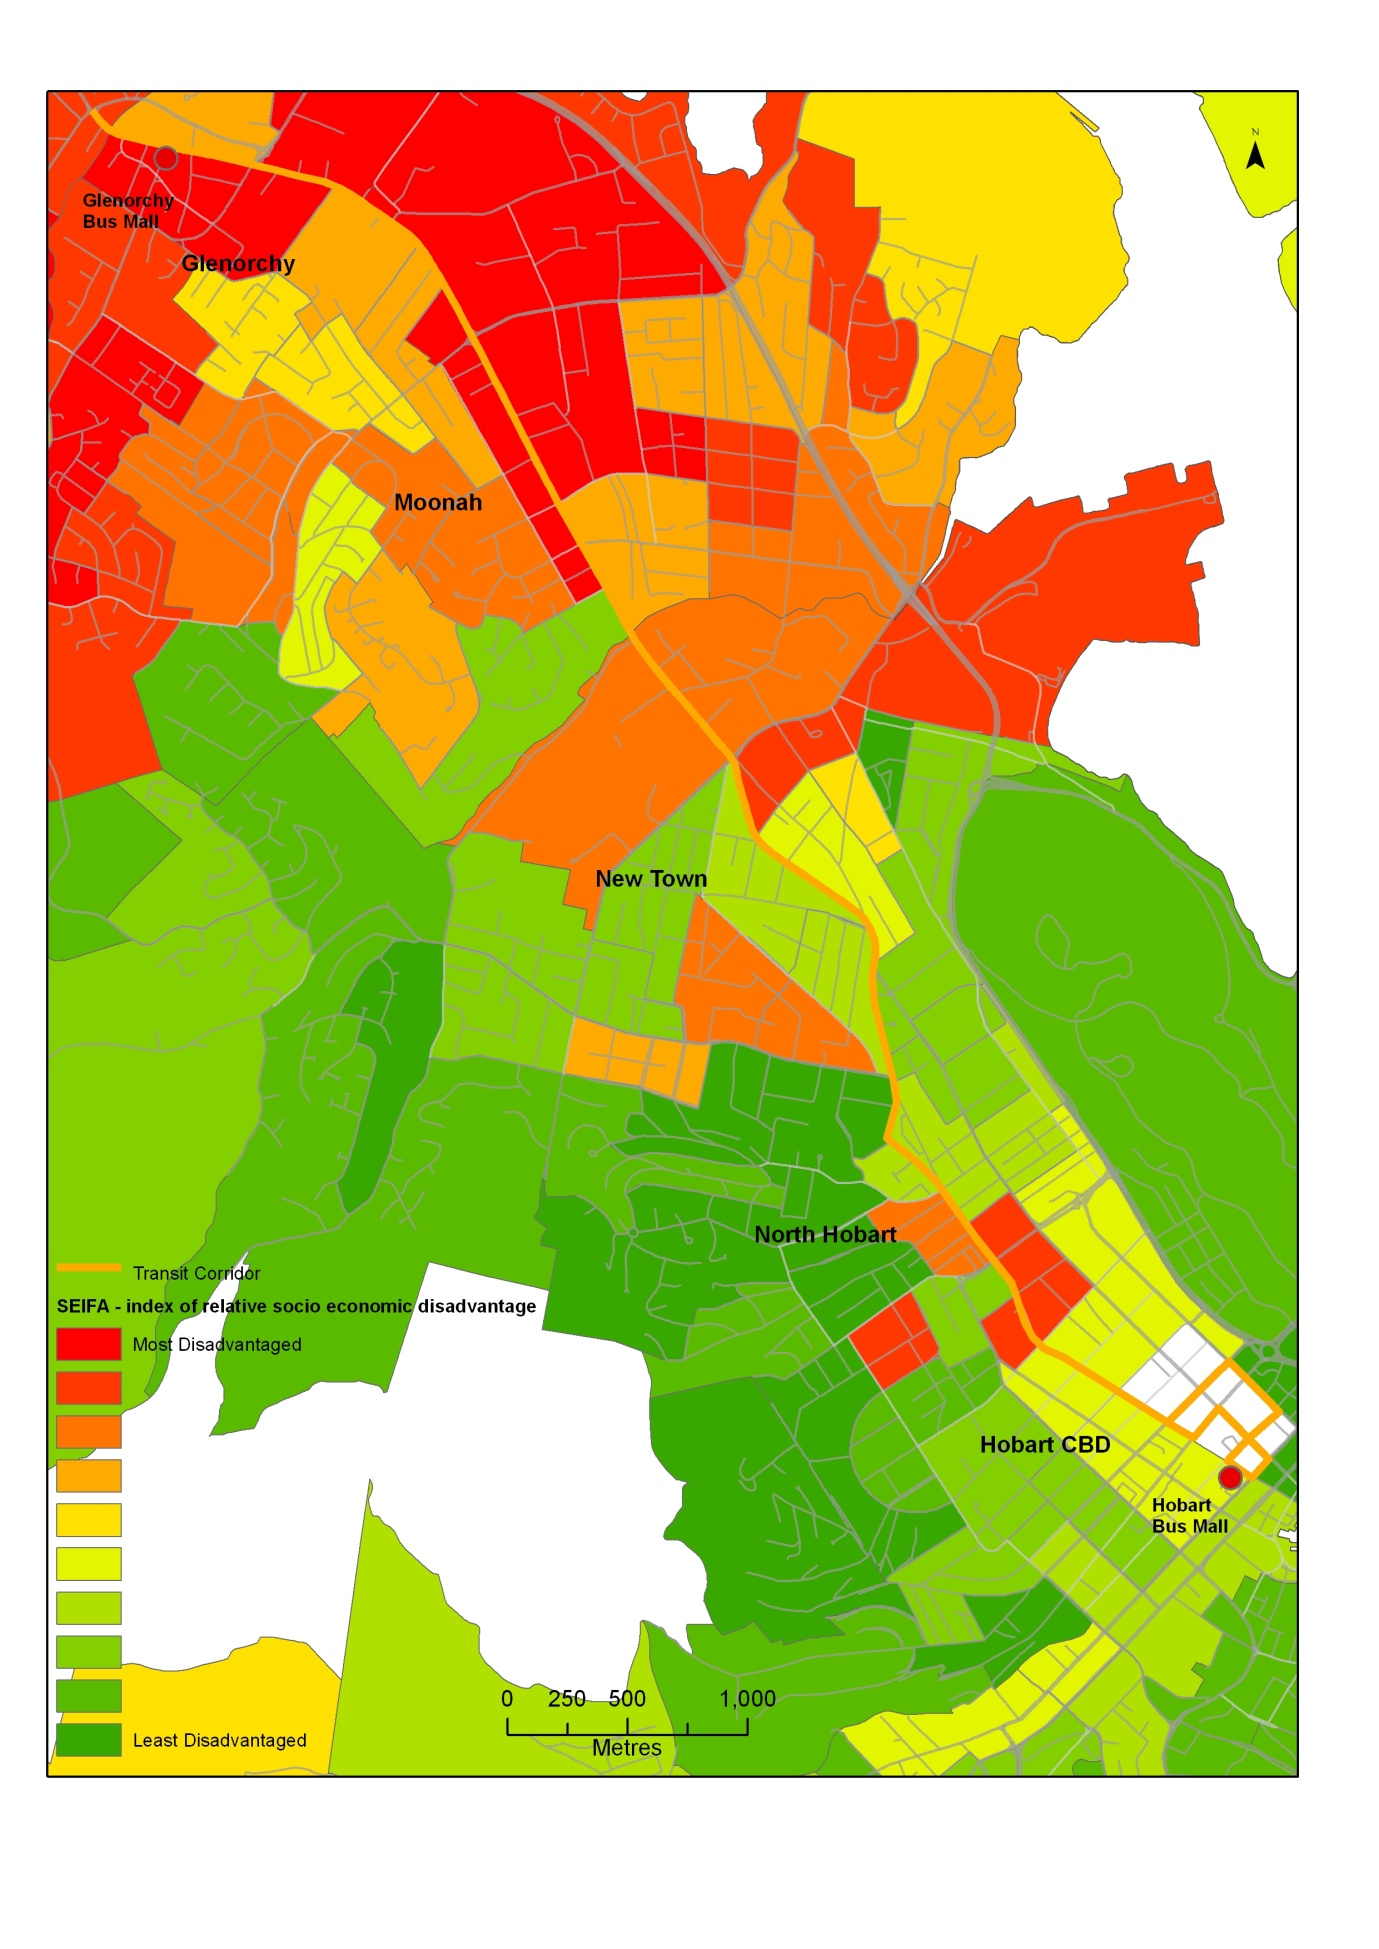 N
Glenorchy
Bus Mall
Glenorchy
Moonah
New Town
North Hobart
Transit Corridor
SEIFA - index of relative socio economic disadvantage
Most Disadvantaged
Hobart CBD
Hobart
Bus Mall
0 250 500 1,000
Metres
Least Disadvantaged